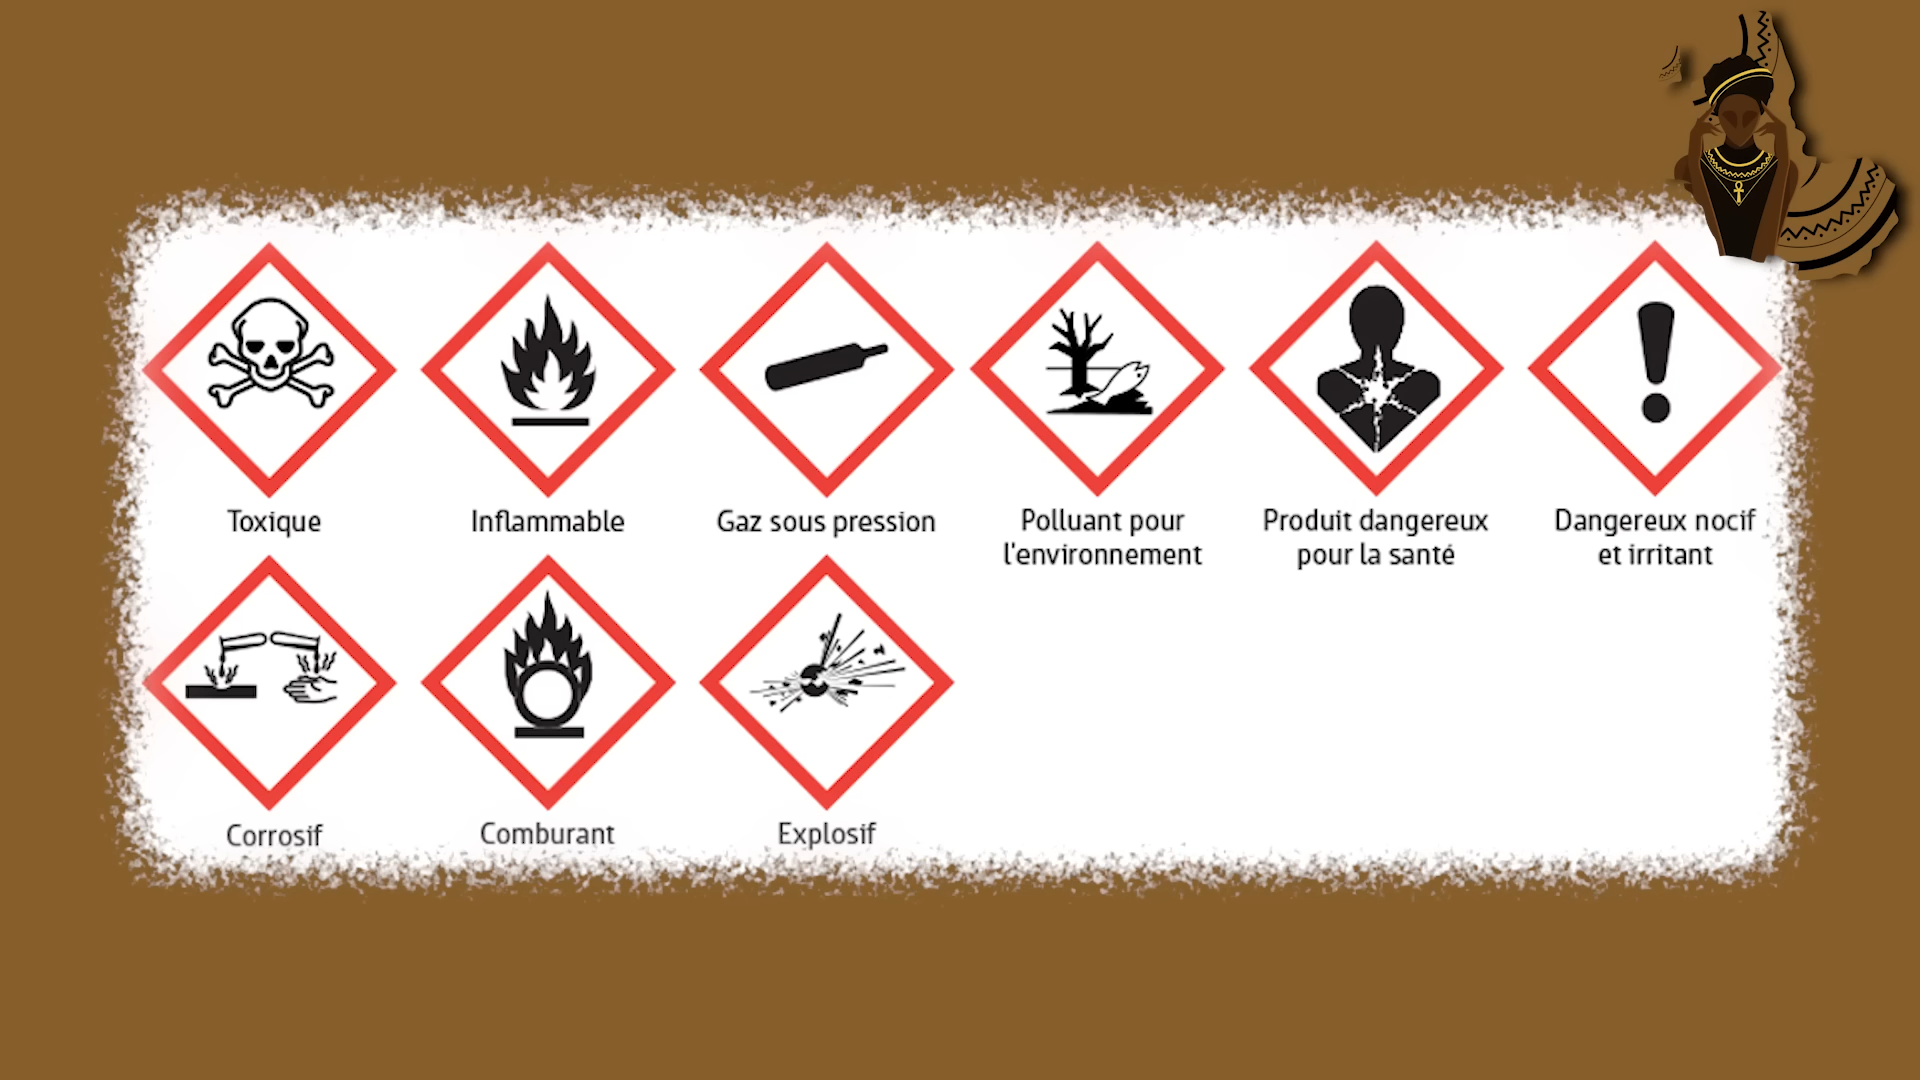 Toxique
Inflammable
Gaz sous pression
Polluant pour
l'environnement
Produit dangereux
pour la santé
Dangereux nocif
et irritant
Corrosif
Comburant
Explosif